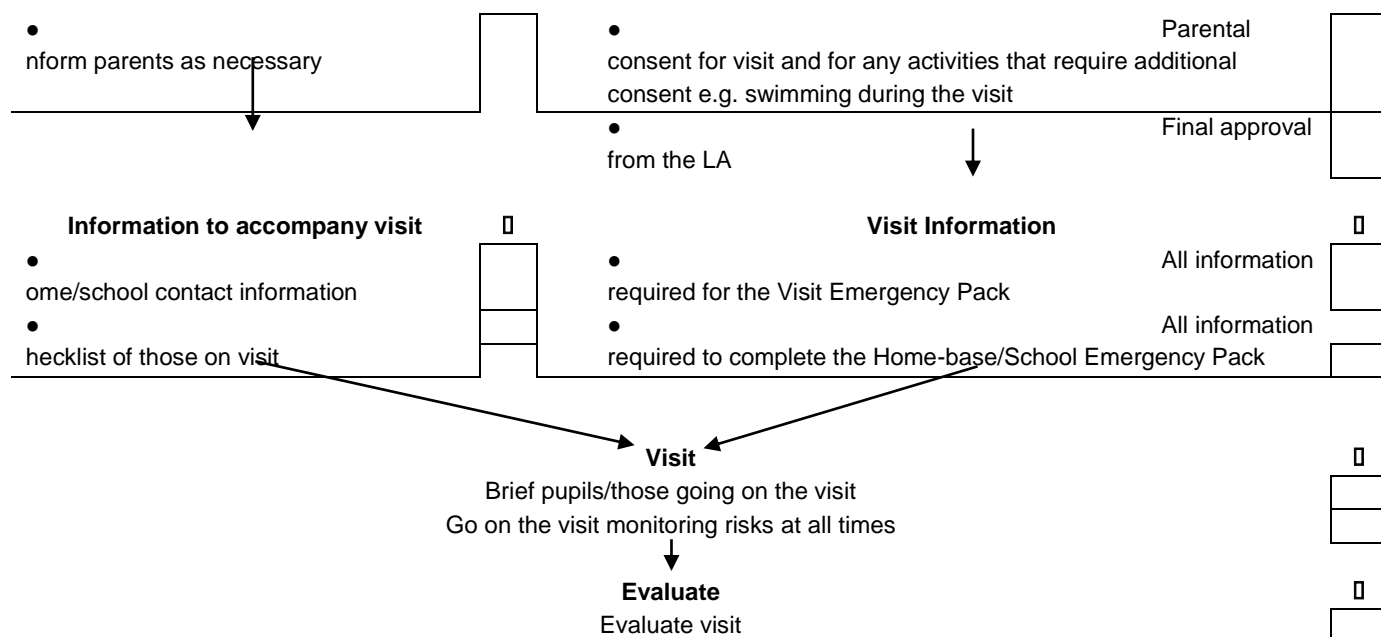 ●
nform parents as necessary
● Parental
consent for visit and for any activities that require additional
consent e.g. swimming during the visit
● Final approval
from the LA
Information to accompany visit
Visit Information
●
ome/school contact information
●
hecklist of those on visit
● All information
required for the Visit Emergency Pack
● All information
required to complete the Home-base/School Emergency Pack
Visit
Brief pupils/those going on the visit
Go on the visit monitoring risks at all times
Evaluate
Evaluate visit